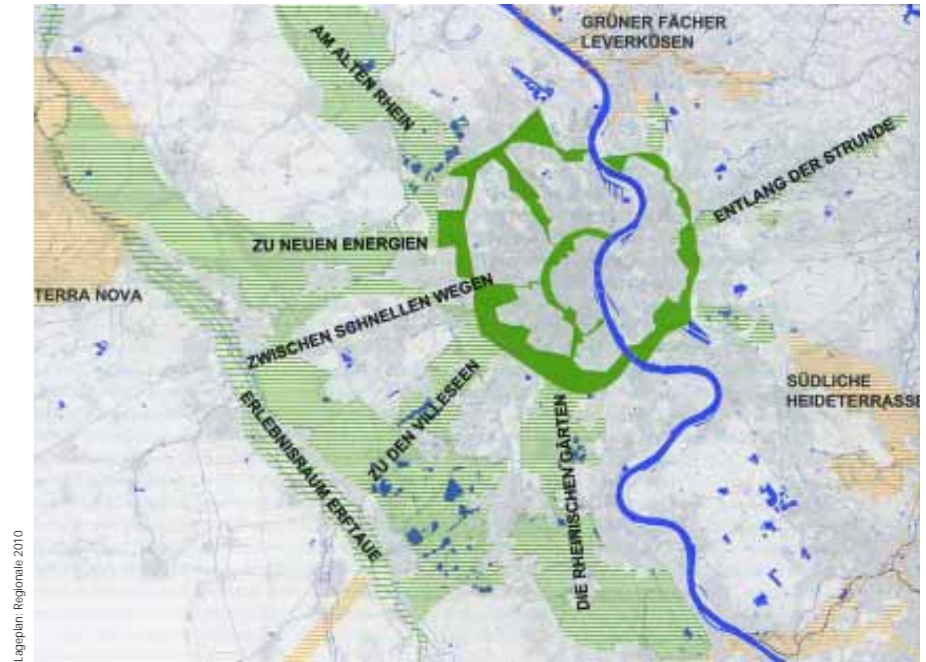 GRÜNER FÄCHER
LEVERKUSEN
AM ALTEN RHEIN
ENTLANG DER STRUNDE
ZU NEUEN ENERGIEN
TERRA NOVA
ZWISCHEN SCHNELLEN WEGEN
ZU DEN VILLESEEN
ERLEBNISRAUM ERFTAUE
DIE RHEINISCHEN GÄRTEN
SÜDLICHE
HEIDETERRASSE
Lageplan: Regionale 2010